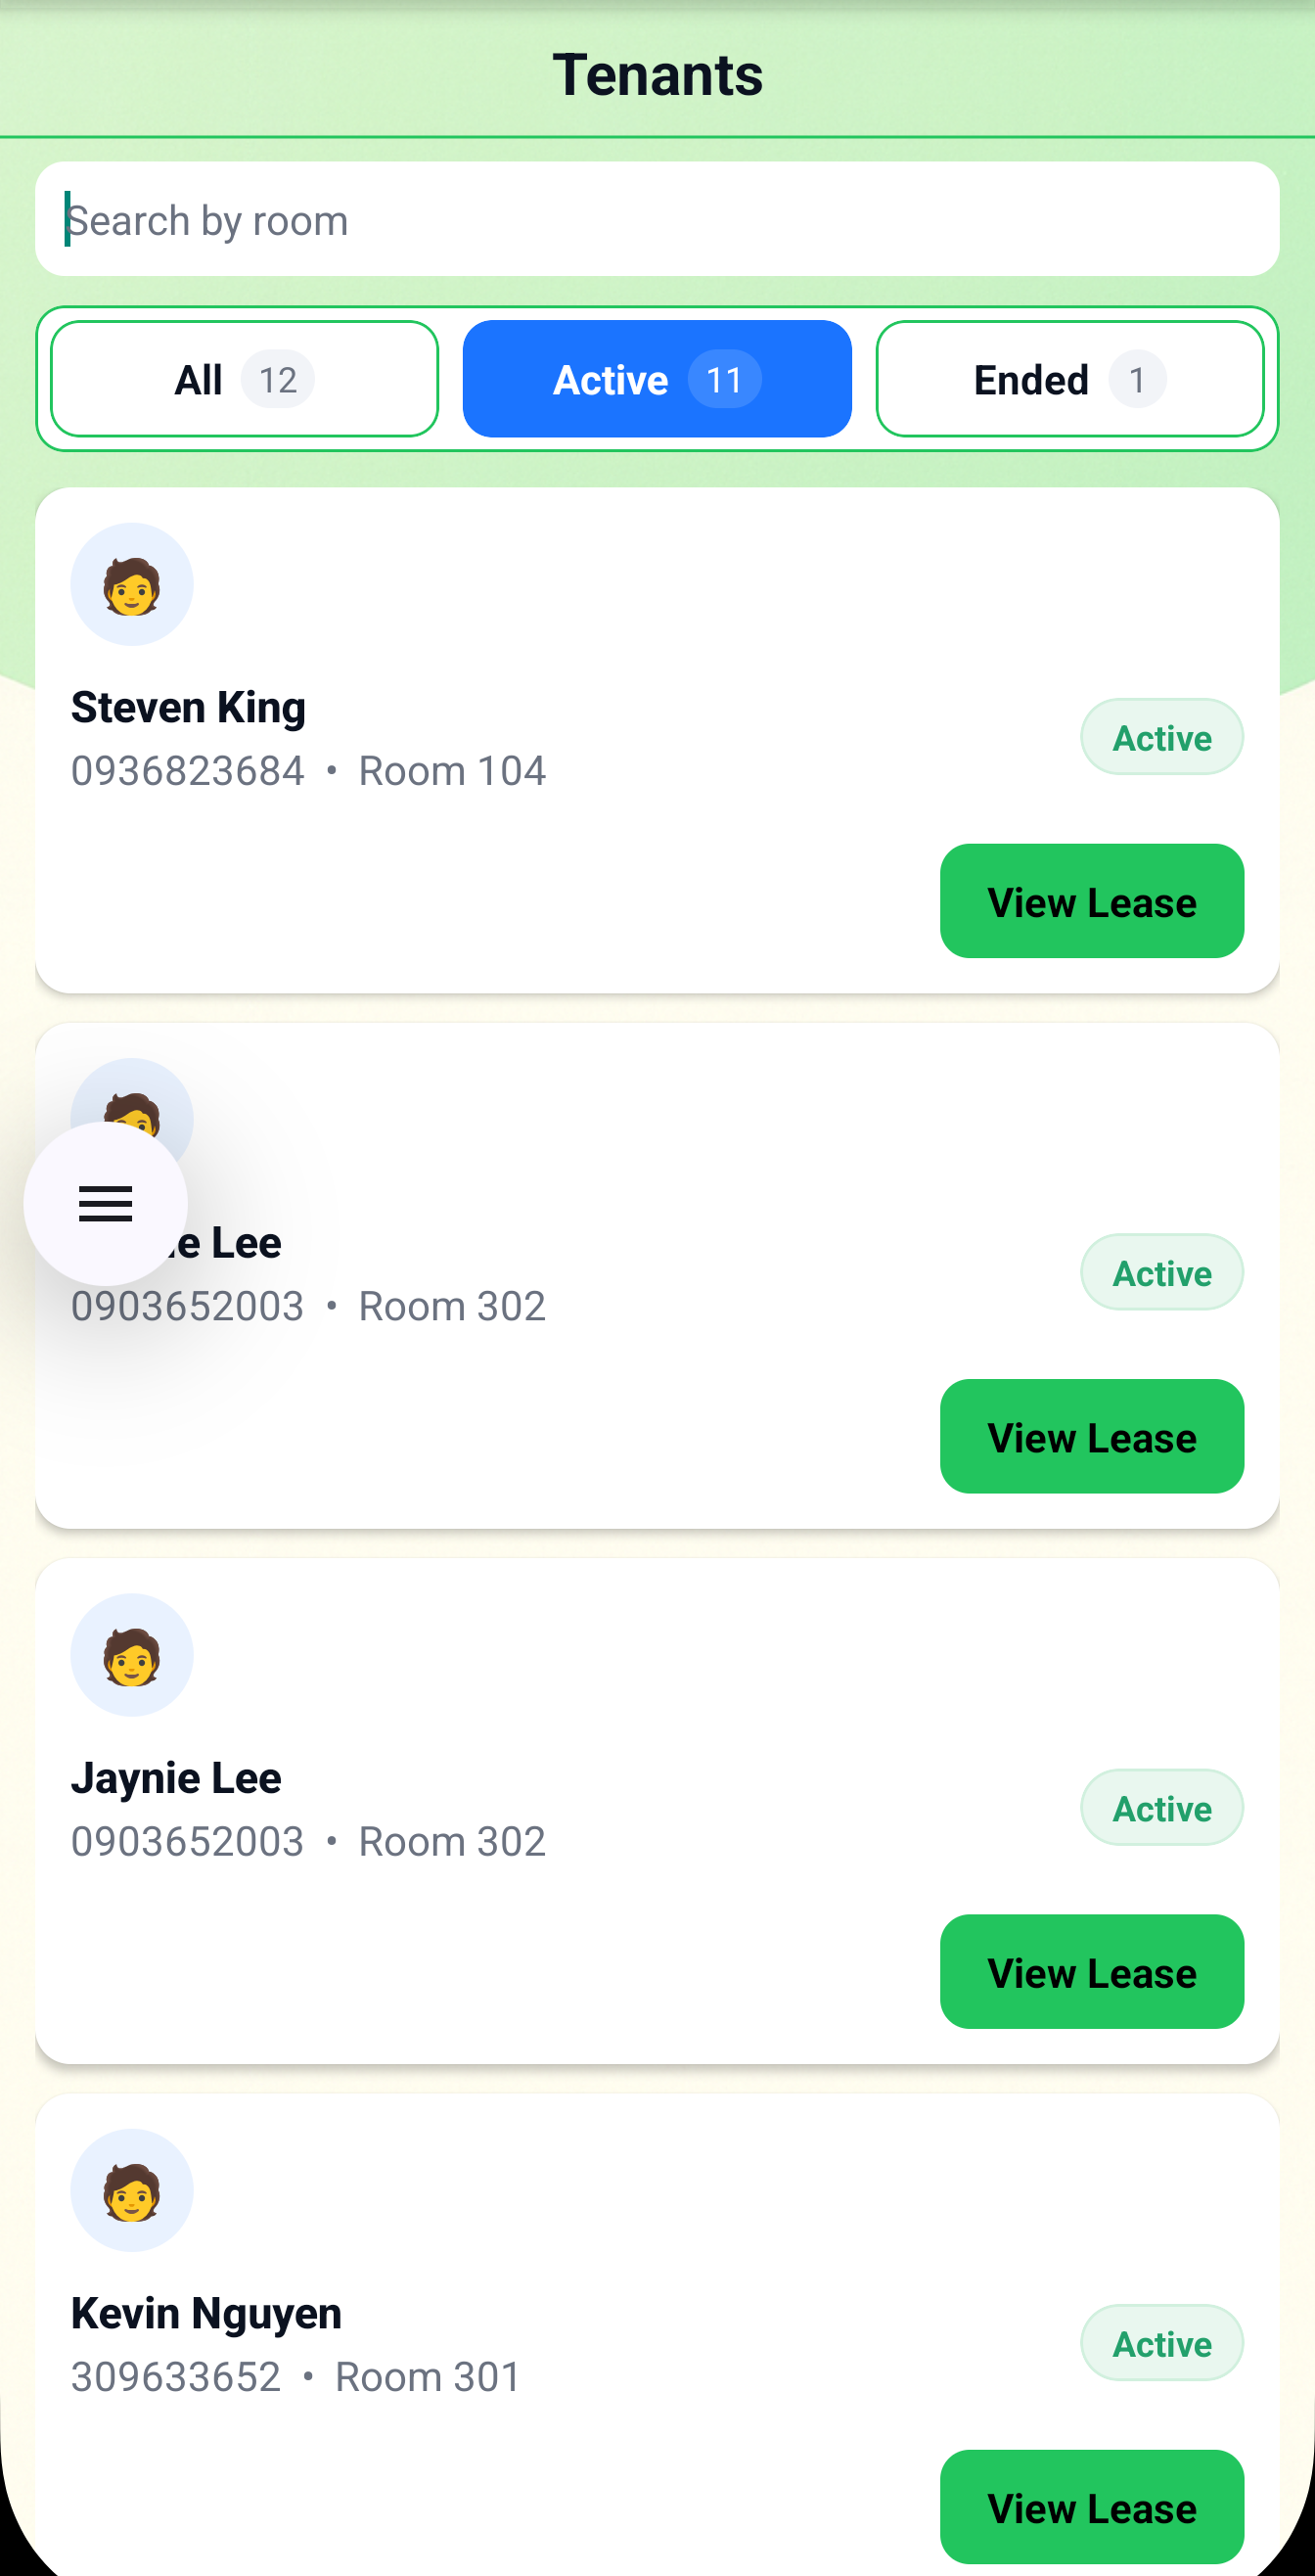 Tenants
Search by room
All 12
Active 11
Ended 1
Steven King
0936823684 • Room 104
Active
View Lease
Lee
0903652003 • Room 302
Active
View Lease
Jaynie Lee
0903652003 • Room 302
Active
View Lease
Kevin Nguyen
309633652 • Room 301
Active
View Lease